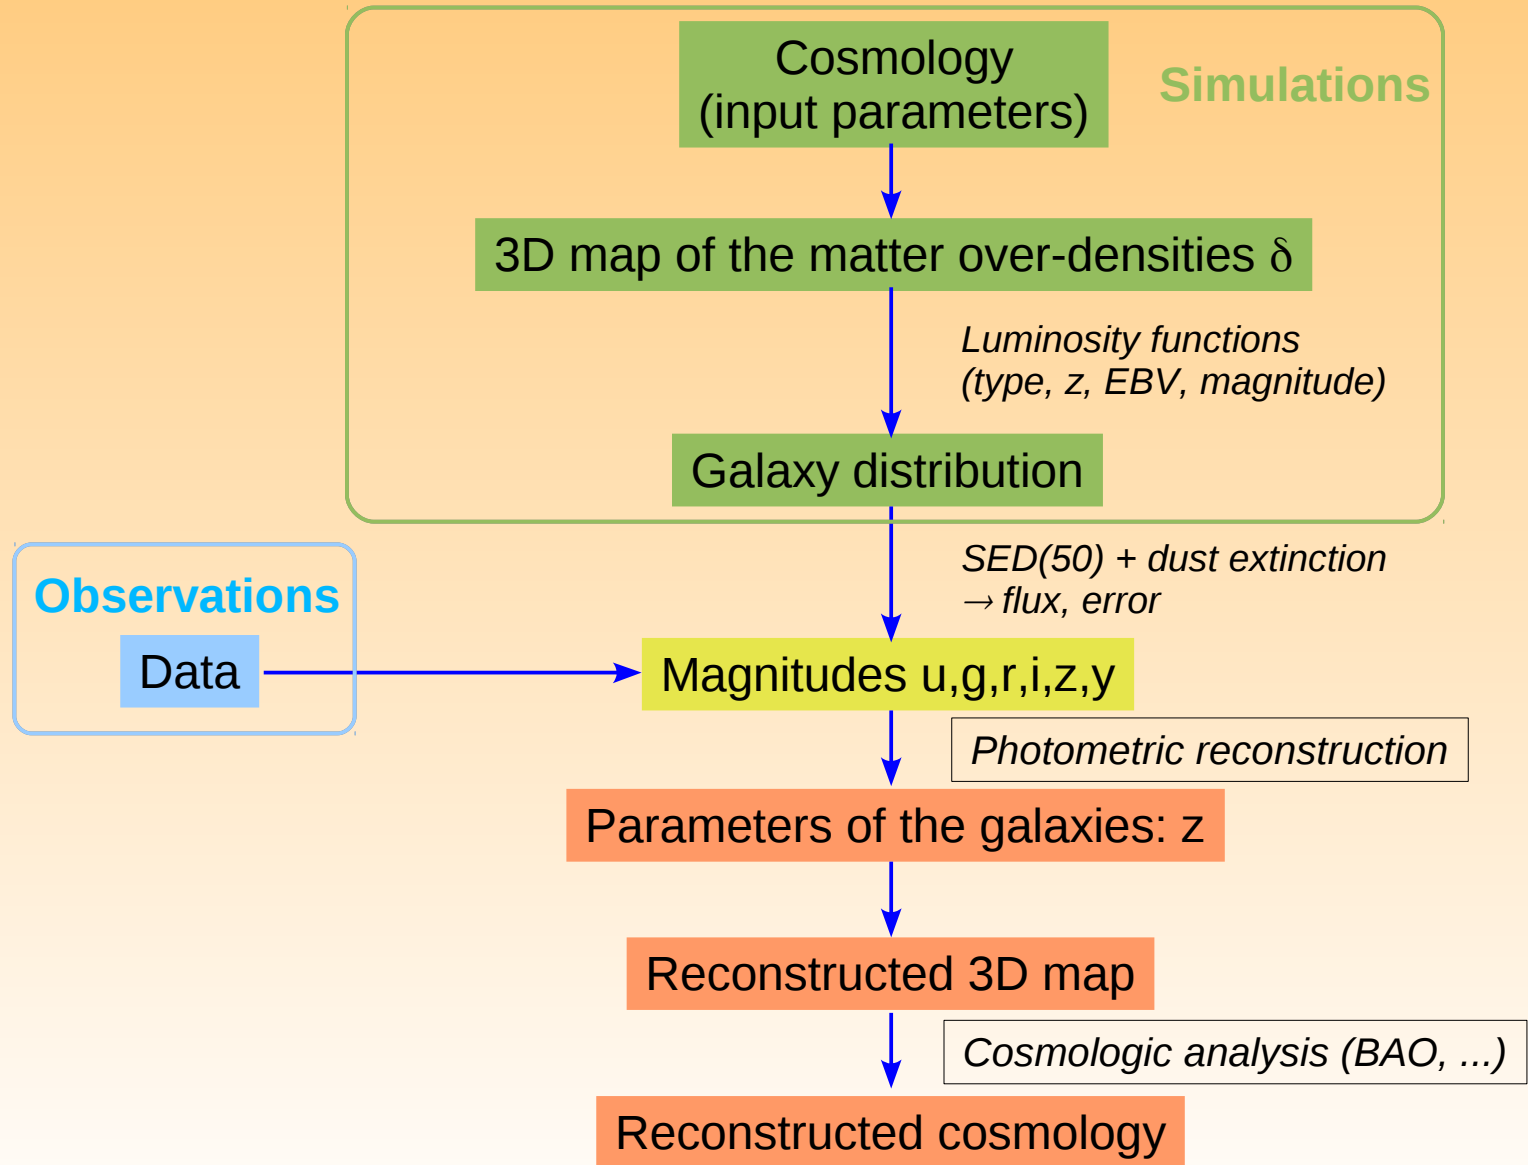 Cosmology
(input parameters)
Simulations
3D map of the matter over-densities δ
Luminosity functions
(type, z, EBV, magnitude)
Galaxy distribution
SED(50) + dust extinction
→ flux, error
Observations
Data
Magnitudes u,g,r,i,z,y
Photometric reconstruction
Parameters of the galaxies: z
Reconstructed 3D map
Cosmologic analysis (BAO, ...)
Reconstructed cosmology